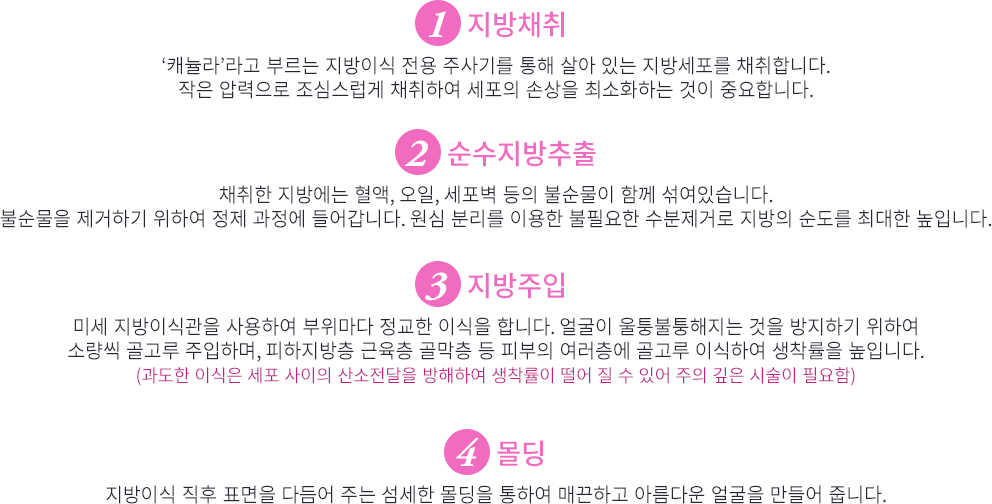 1 지방채취
‘캐뉼라’라고 부르는 지방이식 전용 주사기를 통해 살아 있는 지방세포를 채취합니다.
작은 압력으로 조심스럽게 채취하여 세포의 손상을 최소화하는 것이 중요합니다.
2 순수지방추출
채취한 지방에는 혈액, 오일, 세포벽 등의 불순물이 함께 섞여있습니다.
불순물을 제거하기 위하여 정제 과정에 들어갑니다. 원심 분리를 이용한 불필요한 수분제거로 지방의 순도를 최대한 높입니다.
3 지방주입
미세 지방이식관을 사용하여 부위마다 정교한 이식을 합니다. 얼굴이 울퉁불퉁해지는 것을 방지하기 위하여
소량씩 골고루 주입하며, 피하지방층 근육층 골막층 등 피부의 여러층에 골고루 이식하여 생착률을 높입니다.
(과도한 이식은 세포 사이의 산소전달을 방해하여 생착률이 떨어 질 수 있어 주의 깊은 시술이 필요함)
4 몰딩
지방이식 직후 표면을 다듬어 주는 섬세한 몰딩을 통하여 매끈하고 아름다운 얼굴을 만들어 줍니다.